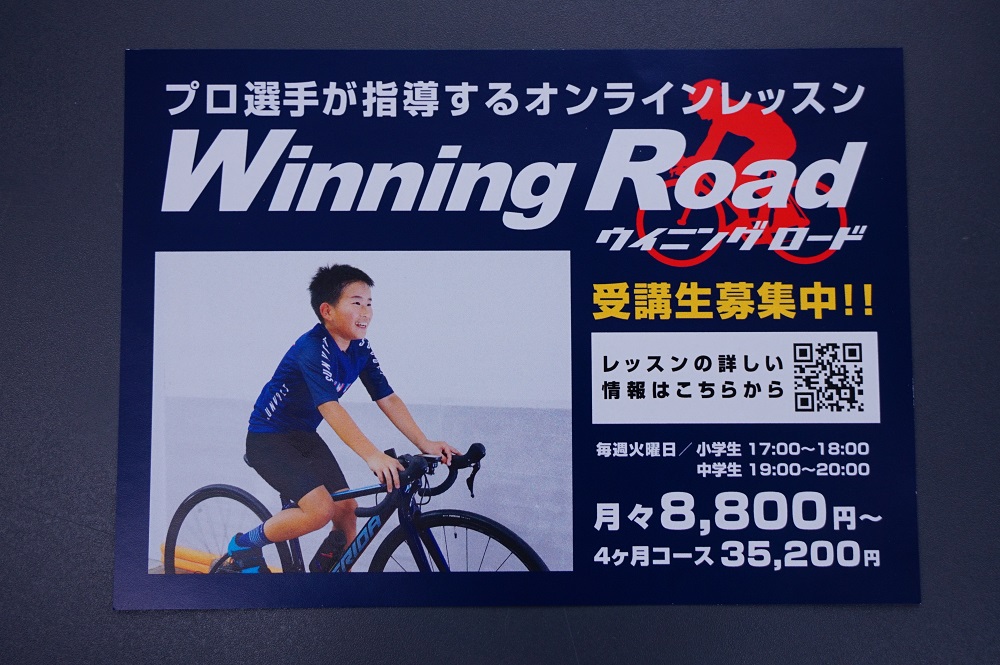 プロ選手が指導するオンラインレッスン
Winning Road
ウイニングロード
受講生募集中!!
レッスンの詳しい
情報はこちらから
毎週火曜日／小学生 17:00～18:00
中学生 19:00～20:00
月々8,800円～
4ヶ月コース 35,200円
SUNVOLT